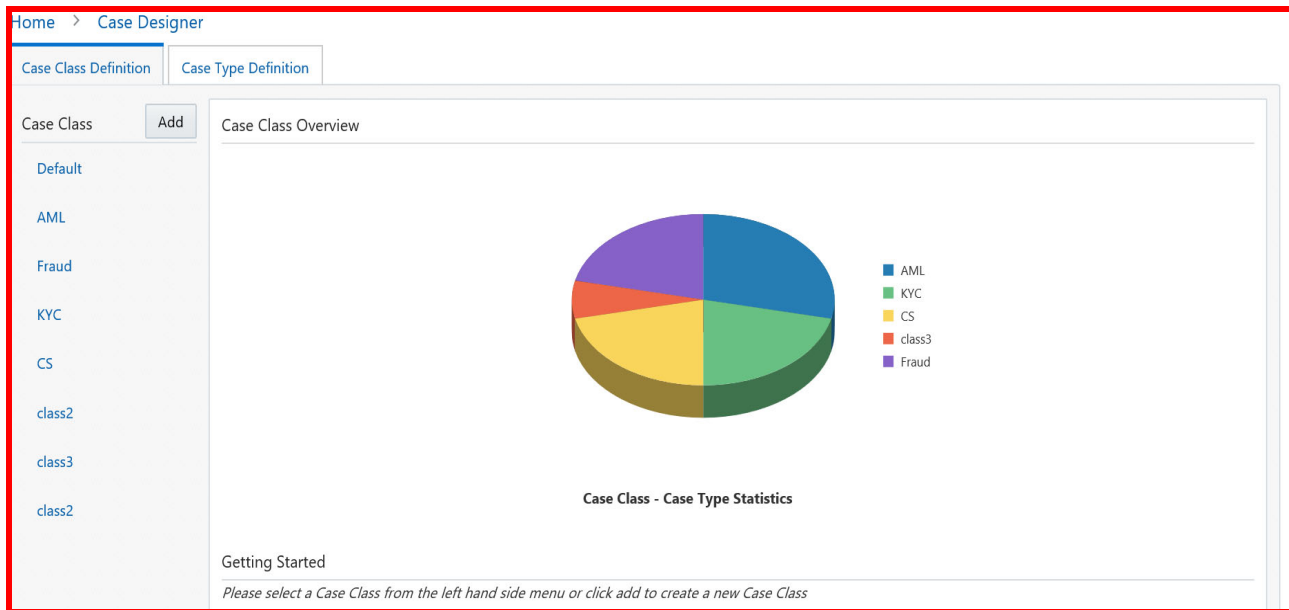 Home > Case Designer
Case Class Definition Case Type Definition
Case Class Add
Default
AML
Fraud
KYC
CS
class2
class3
class2
Case Class Overview
AML
KYC
CS
class3
Fraud
Case Class - Case Type Statistics
Getting Started
Please select a Case Class from the left hand side menu or click add to create a new Case Class